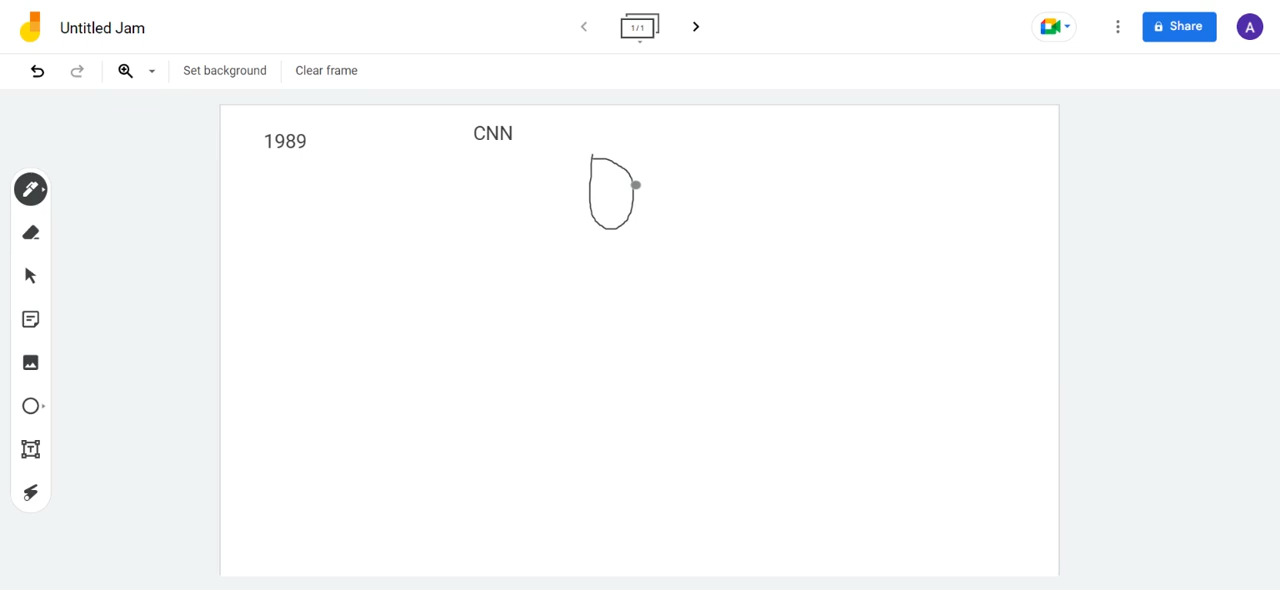 Untitled Jam
1/1
Share
A
Set background
Clear frame
1989
CNN
T